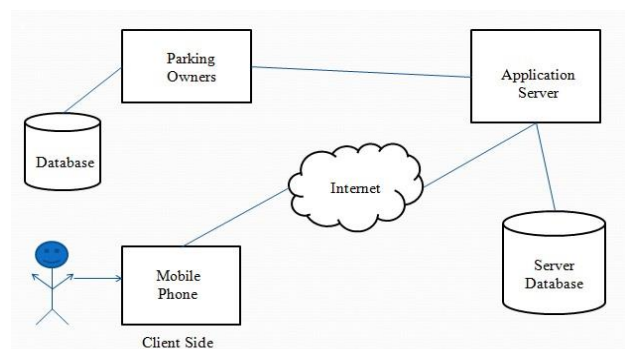 Parking
Owners
Application
Server
Database
Internet
Mobile
Phone
Server
Database
Client Side